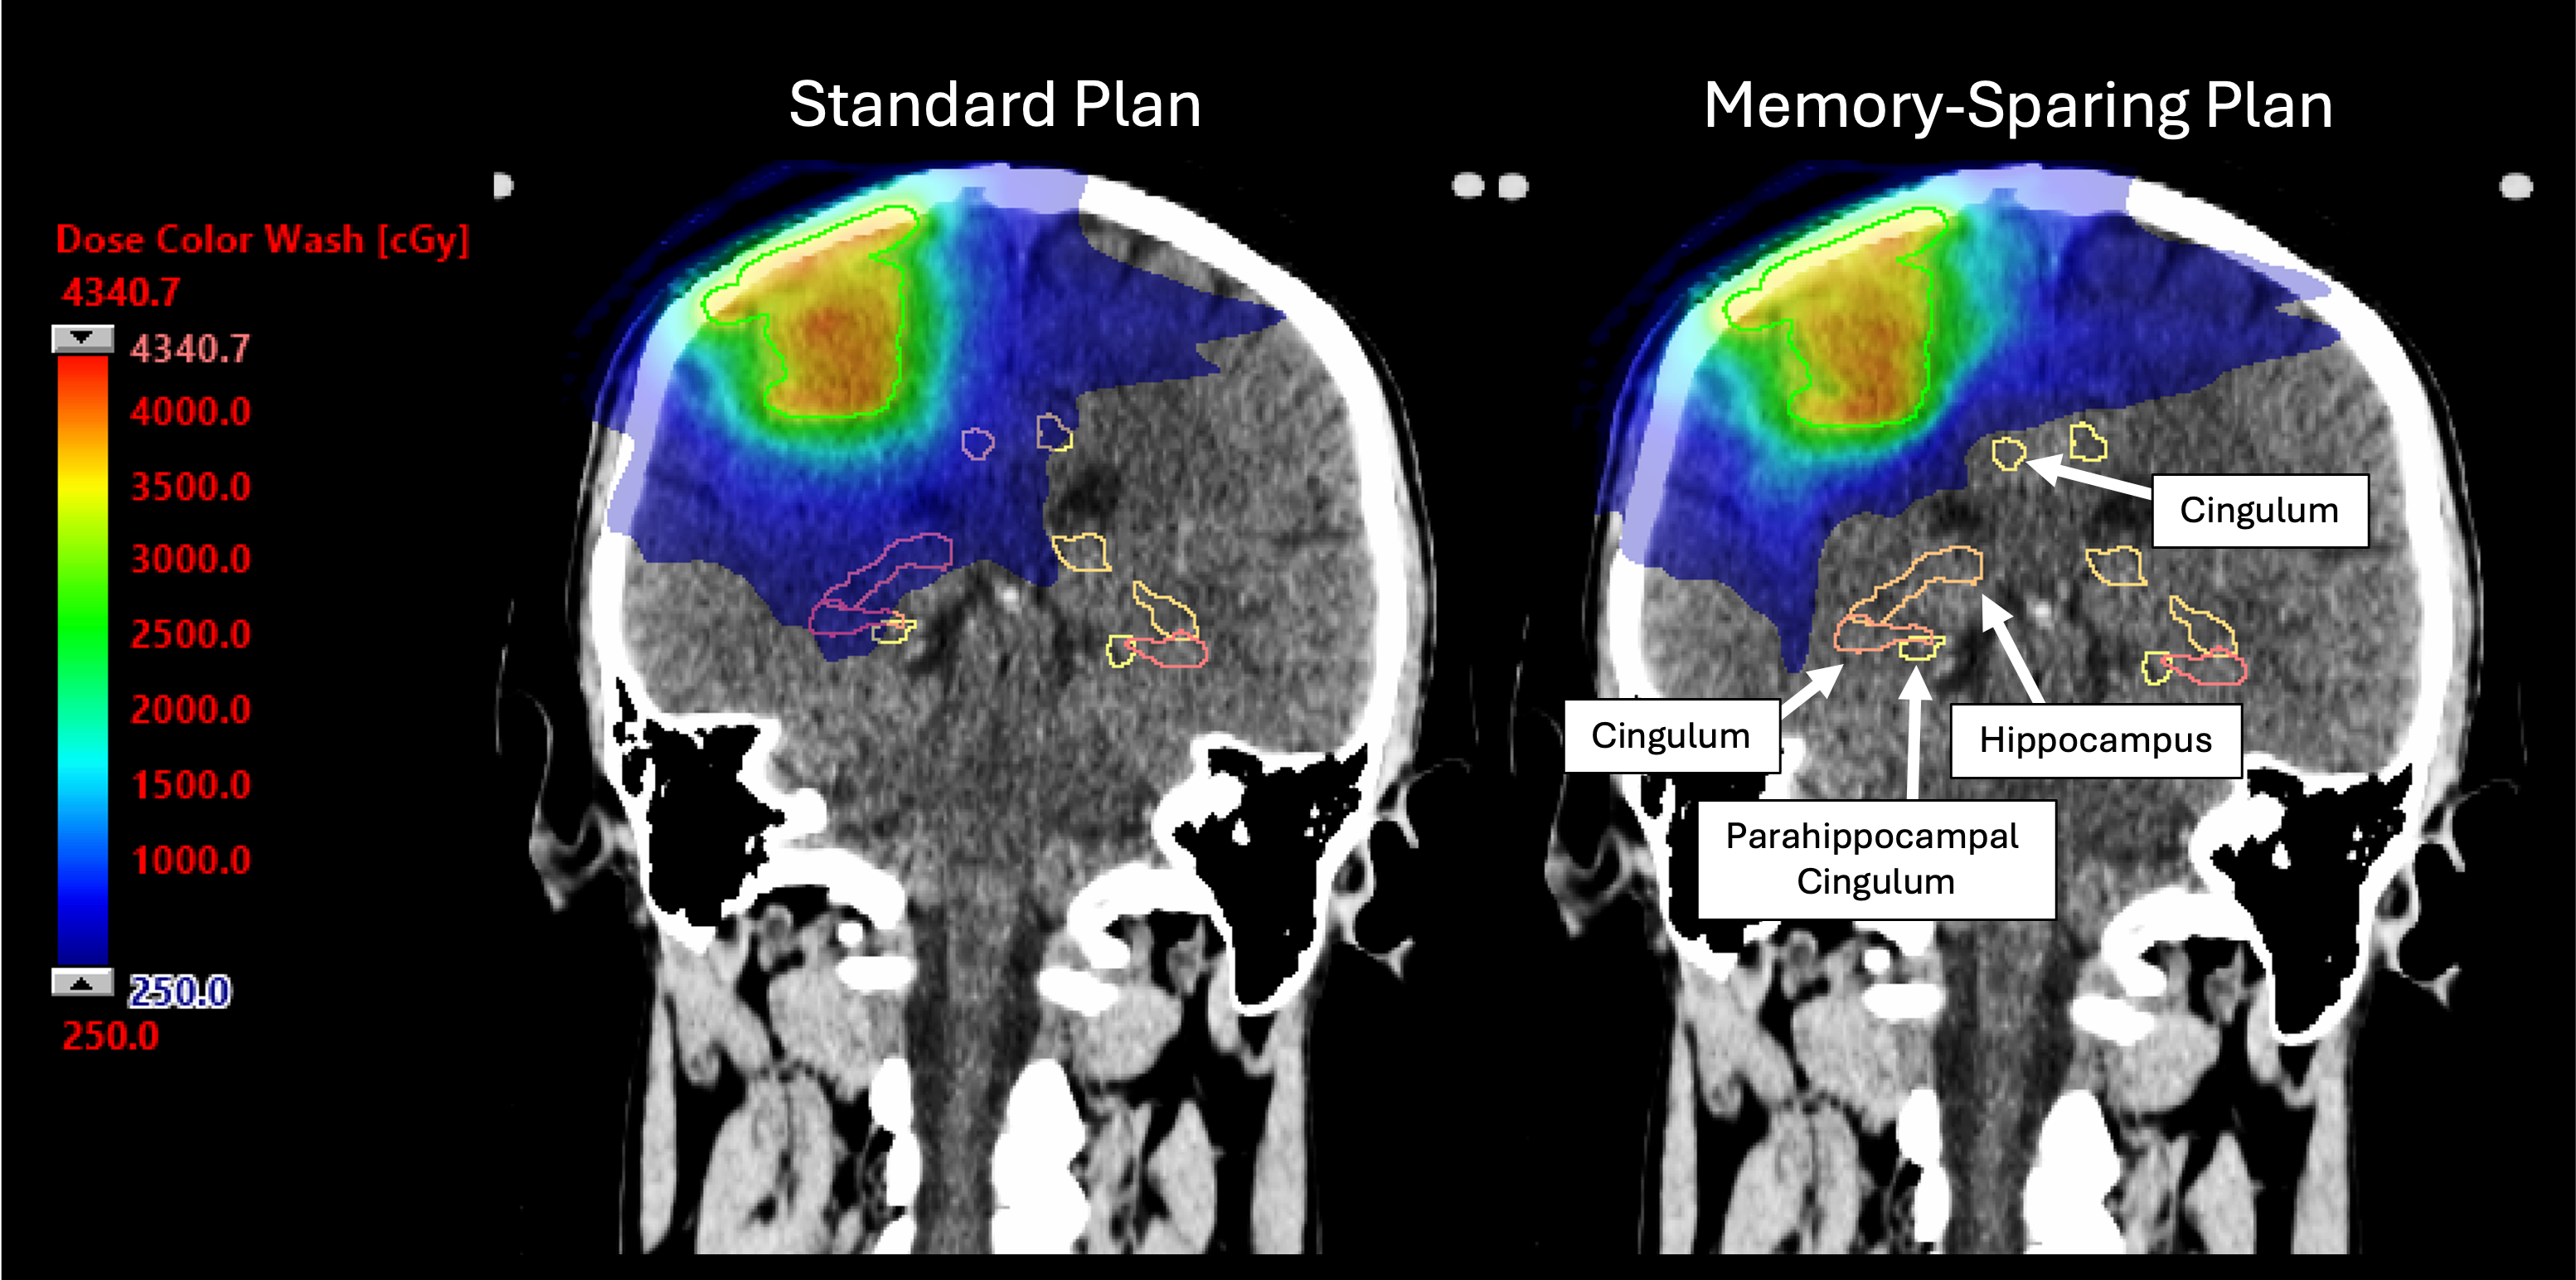 Standard Plan
Memory-Sparing Plan
Dose Color Wash [cGy]
4340.7
4340.7
4000.0
3500.0
3000.0
2500.0
2000.0
1500.0
1000.0
250.0
250.0
Cingulum
Cingulum
Hippocampus
Parahippocampal
Cingulum